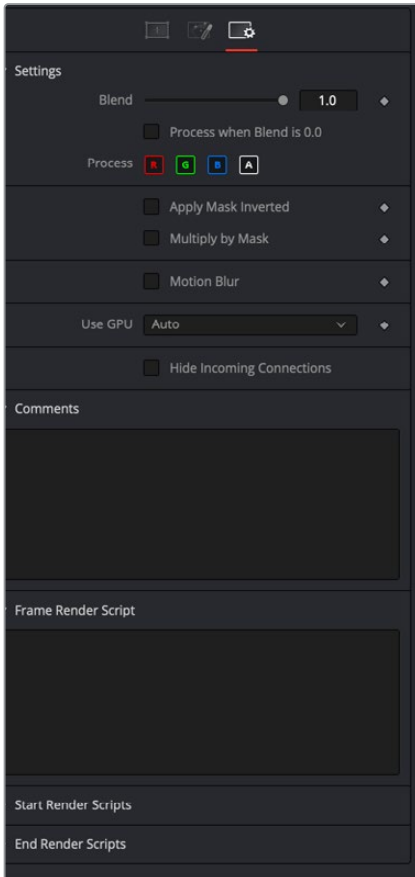 Settings
Blend 1.0
Process when Blend is 0.0
Process R G B A
Apply Mask Inverted
Multiply by Mask
Motion Blur
Use GPU Auto
Hide Incoming Connections
Comments
Frame Render Script
Start Render Scripts
End Render Scripts